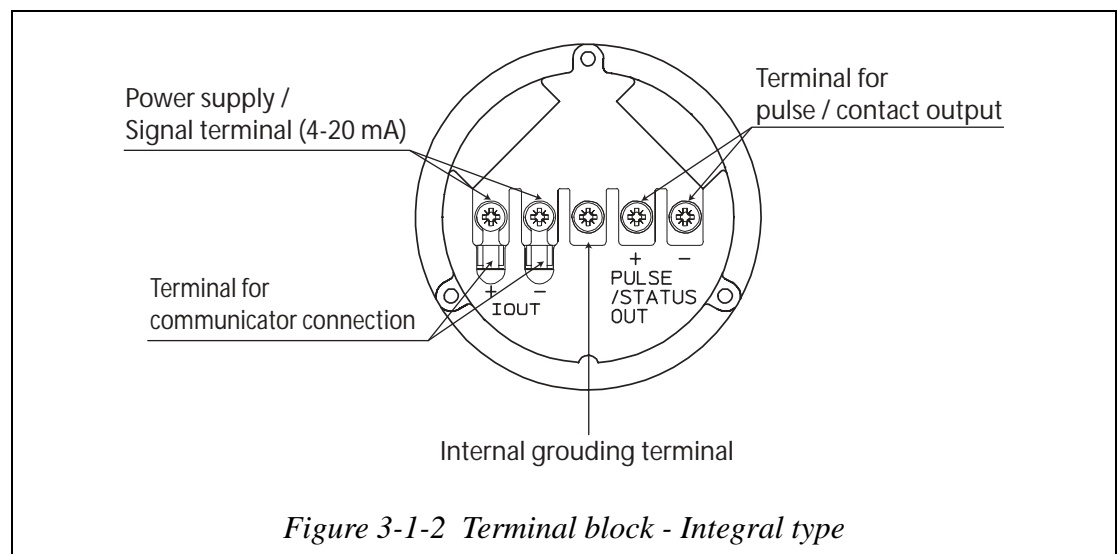 Power supply /
Signal terminal (4-20 mA)
Terminal for
pulse / contact output
Terminal for
communicator connection
+ -
IOUT
+ -
PULSE
/STATUS
OUT
Internal grouding terminal
Figure 3-1-2 Terminal block - Integral type